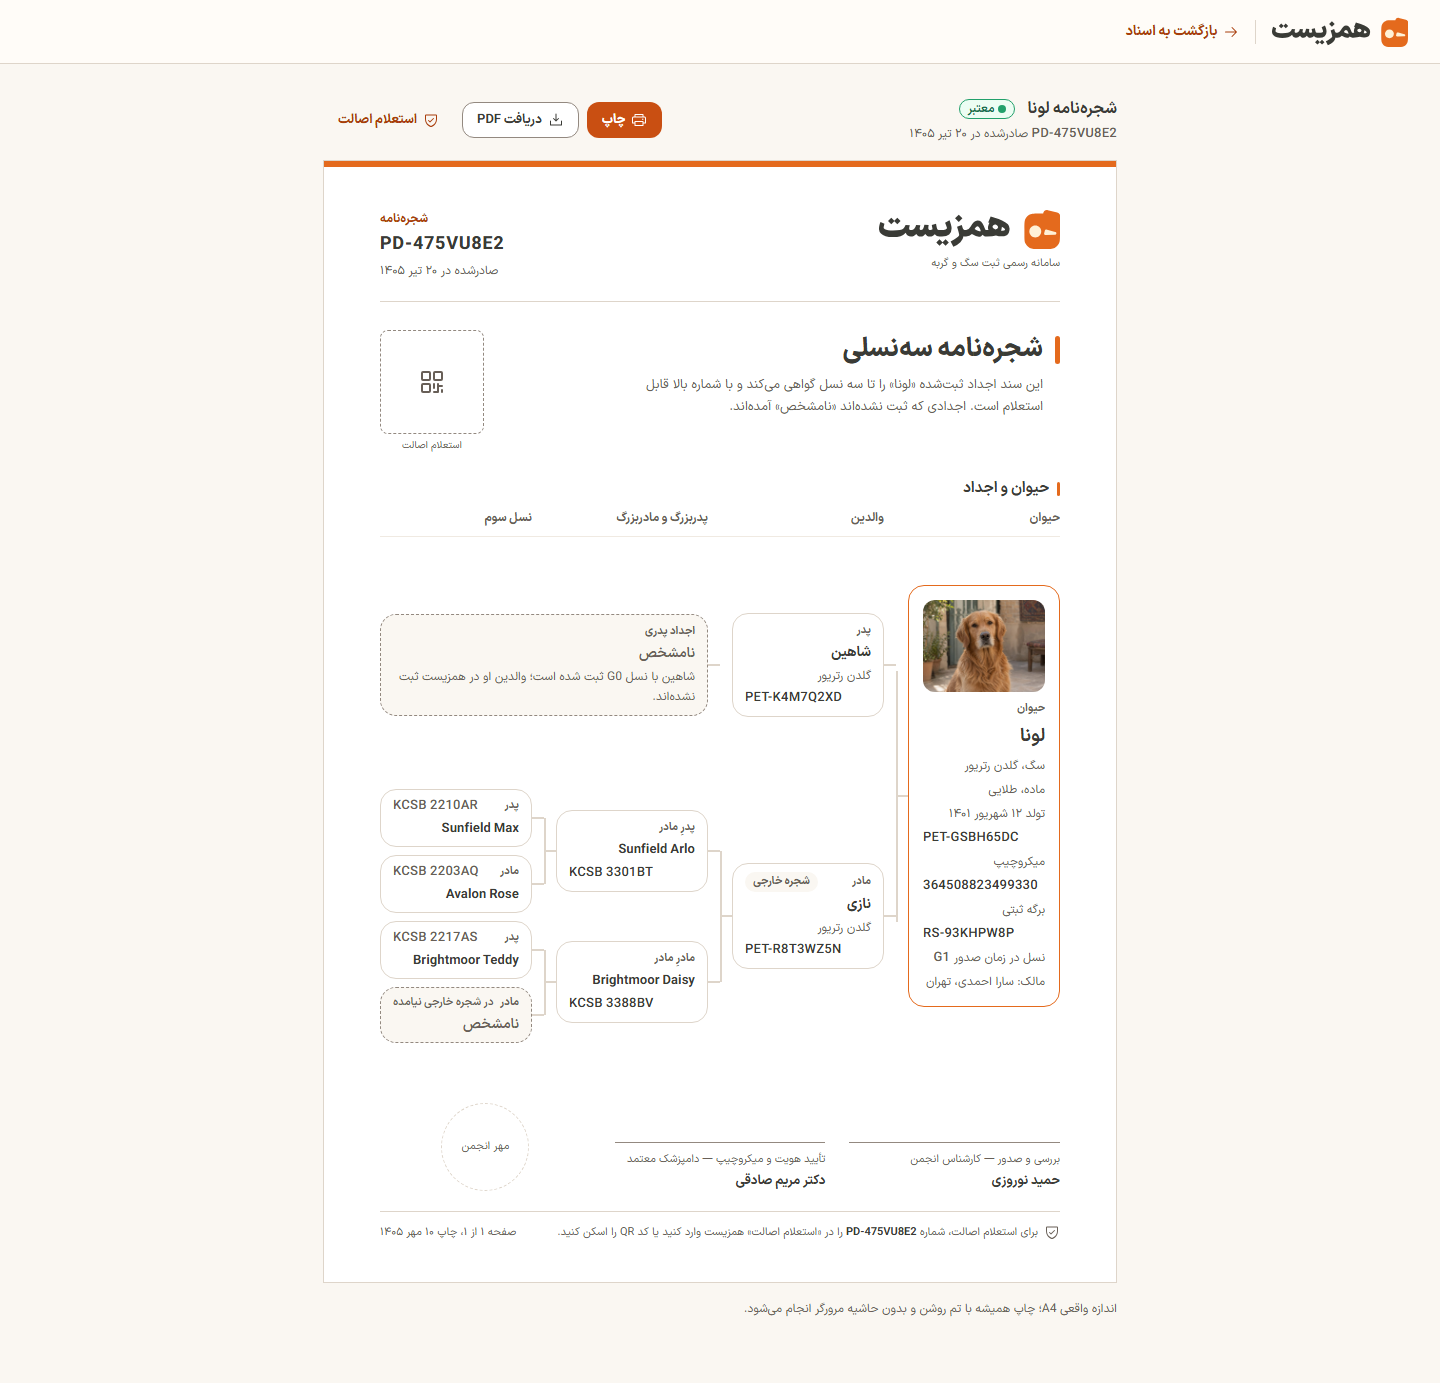 همزیست
بازگشت به اسناد
شجره‌نامه لونا
معتبر
PD-475VU8E2 صادرشده در ۲۰ تیر ۱۴۰۵
چاپ
دریافت PDF
استعلام اصالت
همزیست
سامانه رسمی ثبت سگ و گربه
شجره‌نامه
PD-475VU8E2
صادرشده در ۲۰ تیر ۱۴۰۵
شجره‌نامه سه‌نسلی
این سند اجداد ثبت‌شده «لونا» را تا سه نسل گواهی می‌کند و با شماره بالا قابل
استعلام است. اجدادی که ثبت نشده‌اند «نامشخص» آمده‌اند.
استعلام اصالت
حیوان و اجداد
حیوان
والدین
پدربزرگ و مادربزرگ
نسل سوم
حیوان
لونا
سگ، گلدن رتریور
ماده، طلایی
تولد ۱۲ شهریور ۱۴۰۱
PET-GSBH65DC
میکروچیپ
364508823499330
برگه ثبتی
RS-93KHPW8P
نسل در زمان صدور G1
مالک: سارا احمدی، تهران
پدر
شاهین
گلدن رتریور
PET-K4M7Q2XD
اجداد پدری
نامشخص
شاهین با نسل G0 ثبت شده است؛ والدین او در همزیست ثبت
نشده‌اند.
مادر
شجره خارجی
نازی
گلدن رتریور
PET-R8T3WZ5N
پدرِ مادر
Sunfield Arlo
KCSB 3301BT
مادرِ مادر
Brightmoor Daisy
KCSB 3388BV
پدر KCSB 2210AR
Sunfield Max
مادر KCSB 2203AQ
Avalon Rose
پدر KCSB 2217AS
Brightmoor Teddy
مادر در شجره خارجی نیامده
نامشخص
بررسی و صدور — کارشناس انجمن
حمید نوروزی
تأیید هویت و میکروچیپ — دامپزشک معتمد
دکتر مریم صادقی
مهر انجمن
برای استعلام اصالت، شماره PD-475VU8E2 را در «استعلام اصالت» همزیست وارد کنید یا کد QR را اسکن کنید.
صفحه ۱ از ۱، چاپ ۱۰ مهر ۱۴۰۵
اندازه واقعی A4؛ چاپ همیشه با تم روشن و بدون حاشیه مرورگر انجام می‌شود.